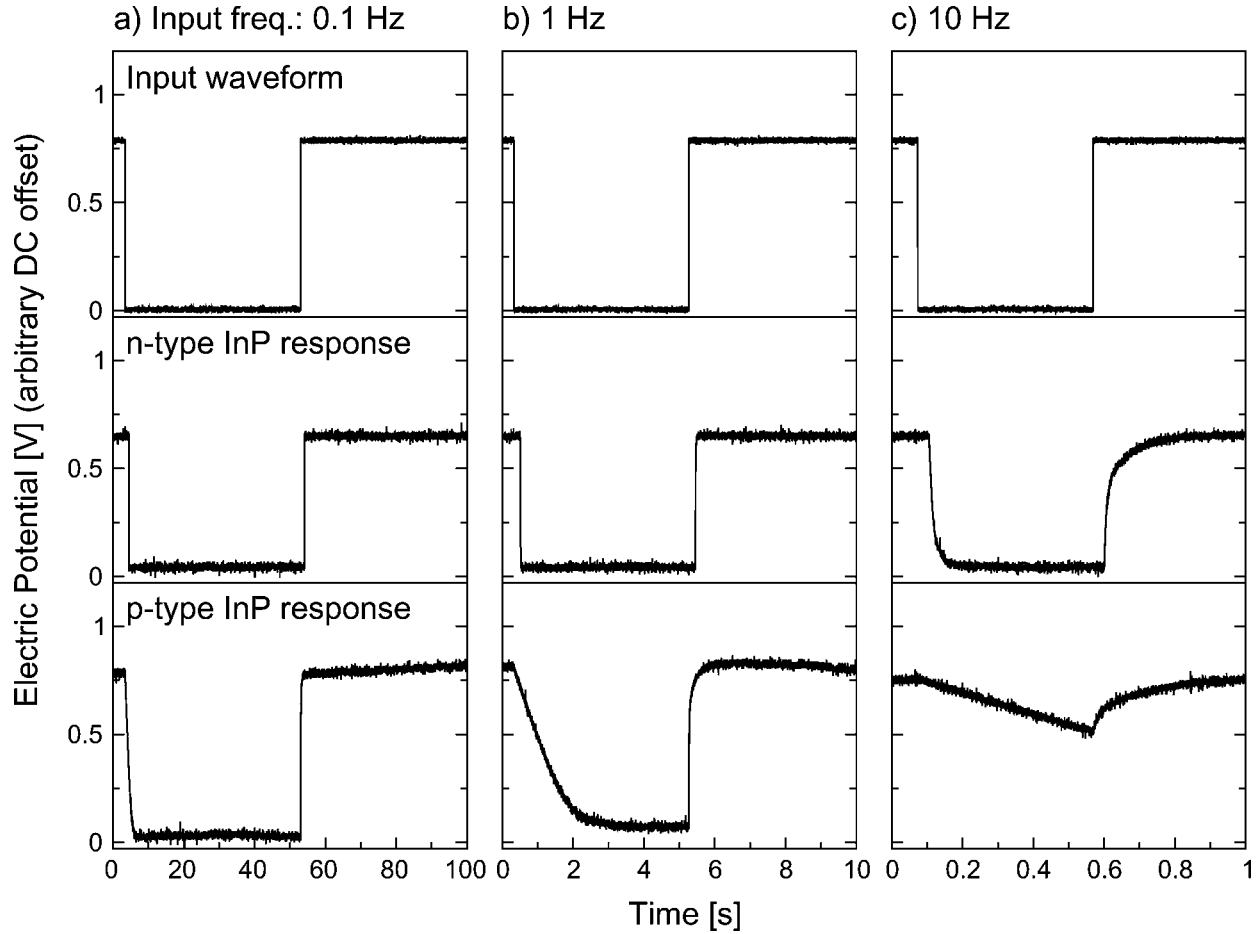 a) Input freq.: 0.1 Hz b) 1 Hz c) 10 Hz
Input waveform
1
0.5
0
n-type InP response
1
0.5
0
p-type InP response
1
0.5
0
0 20 40 60 80 100 0 2 4 6 8 10 0 0.2 0.4 0.6 0.8 1
Time [s]
Electric Potential [V] (arbitrary DC offset)